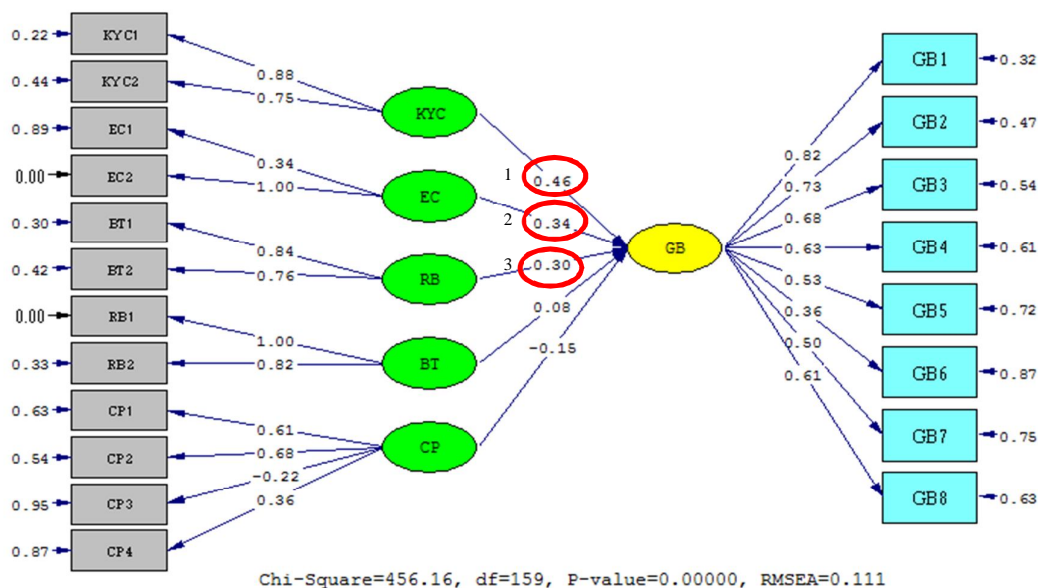 0.22 KYC1
0.44 KYC2
0.89 EC1
0.00 EC2
0.30 BT1
0.42 BT2
0.00 RB1
0.33 RB2
0.63 CP1
0.54 CP2
0.95 CP3
0.87 CP4
0.88
0.75
0.34
1.00
0.84
0.76
1.00
0.82
0.61
0.68
-0.22
0.36
KYC
EC
RB
BT
CP
1 0.46
2 0.34
3 0.30
0.08
-0.15
GB
0.82
0.73
0.68
0.63
0.53
0.36
0.50
0.61
GB1 0.32
GB2 0.47
GB3 0.54
GB4 0.61
GB5 0.72
GB6 0.87
GB7 0.75
GB8 0.63
Chi-Square=456.16, df=159, P-value=0.00000, RMSEA=0.111